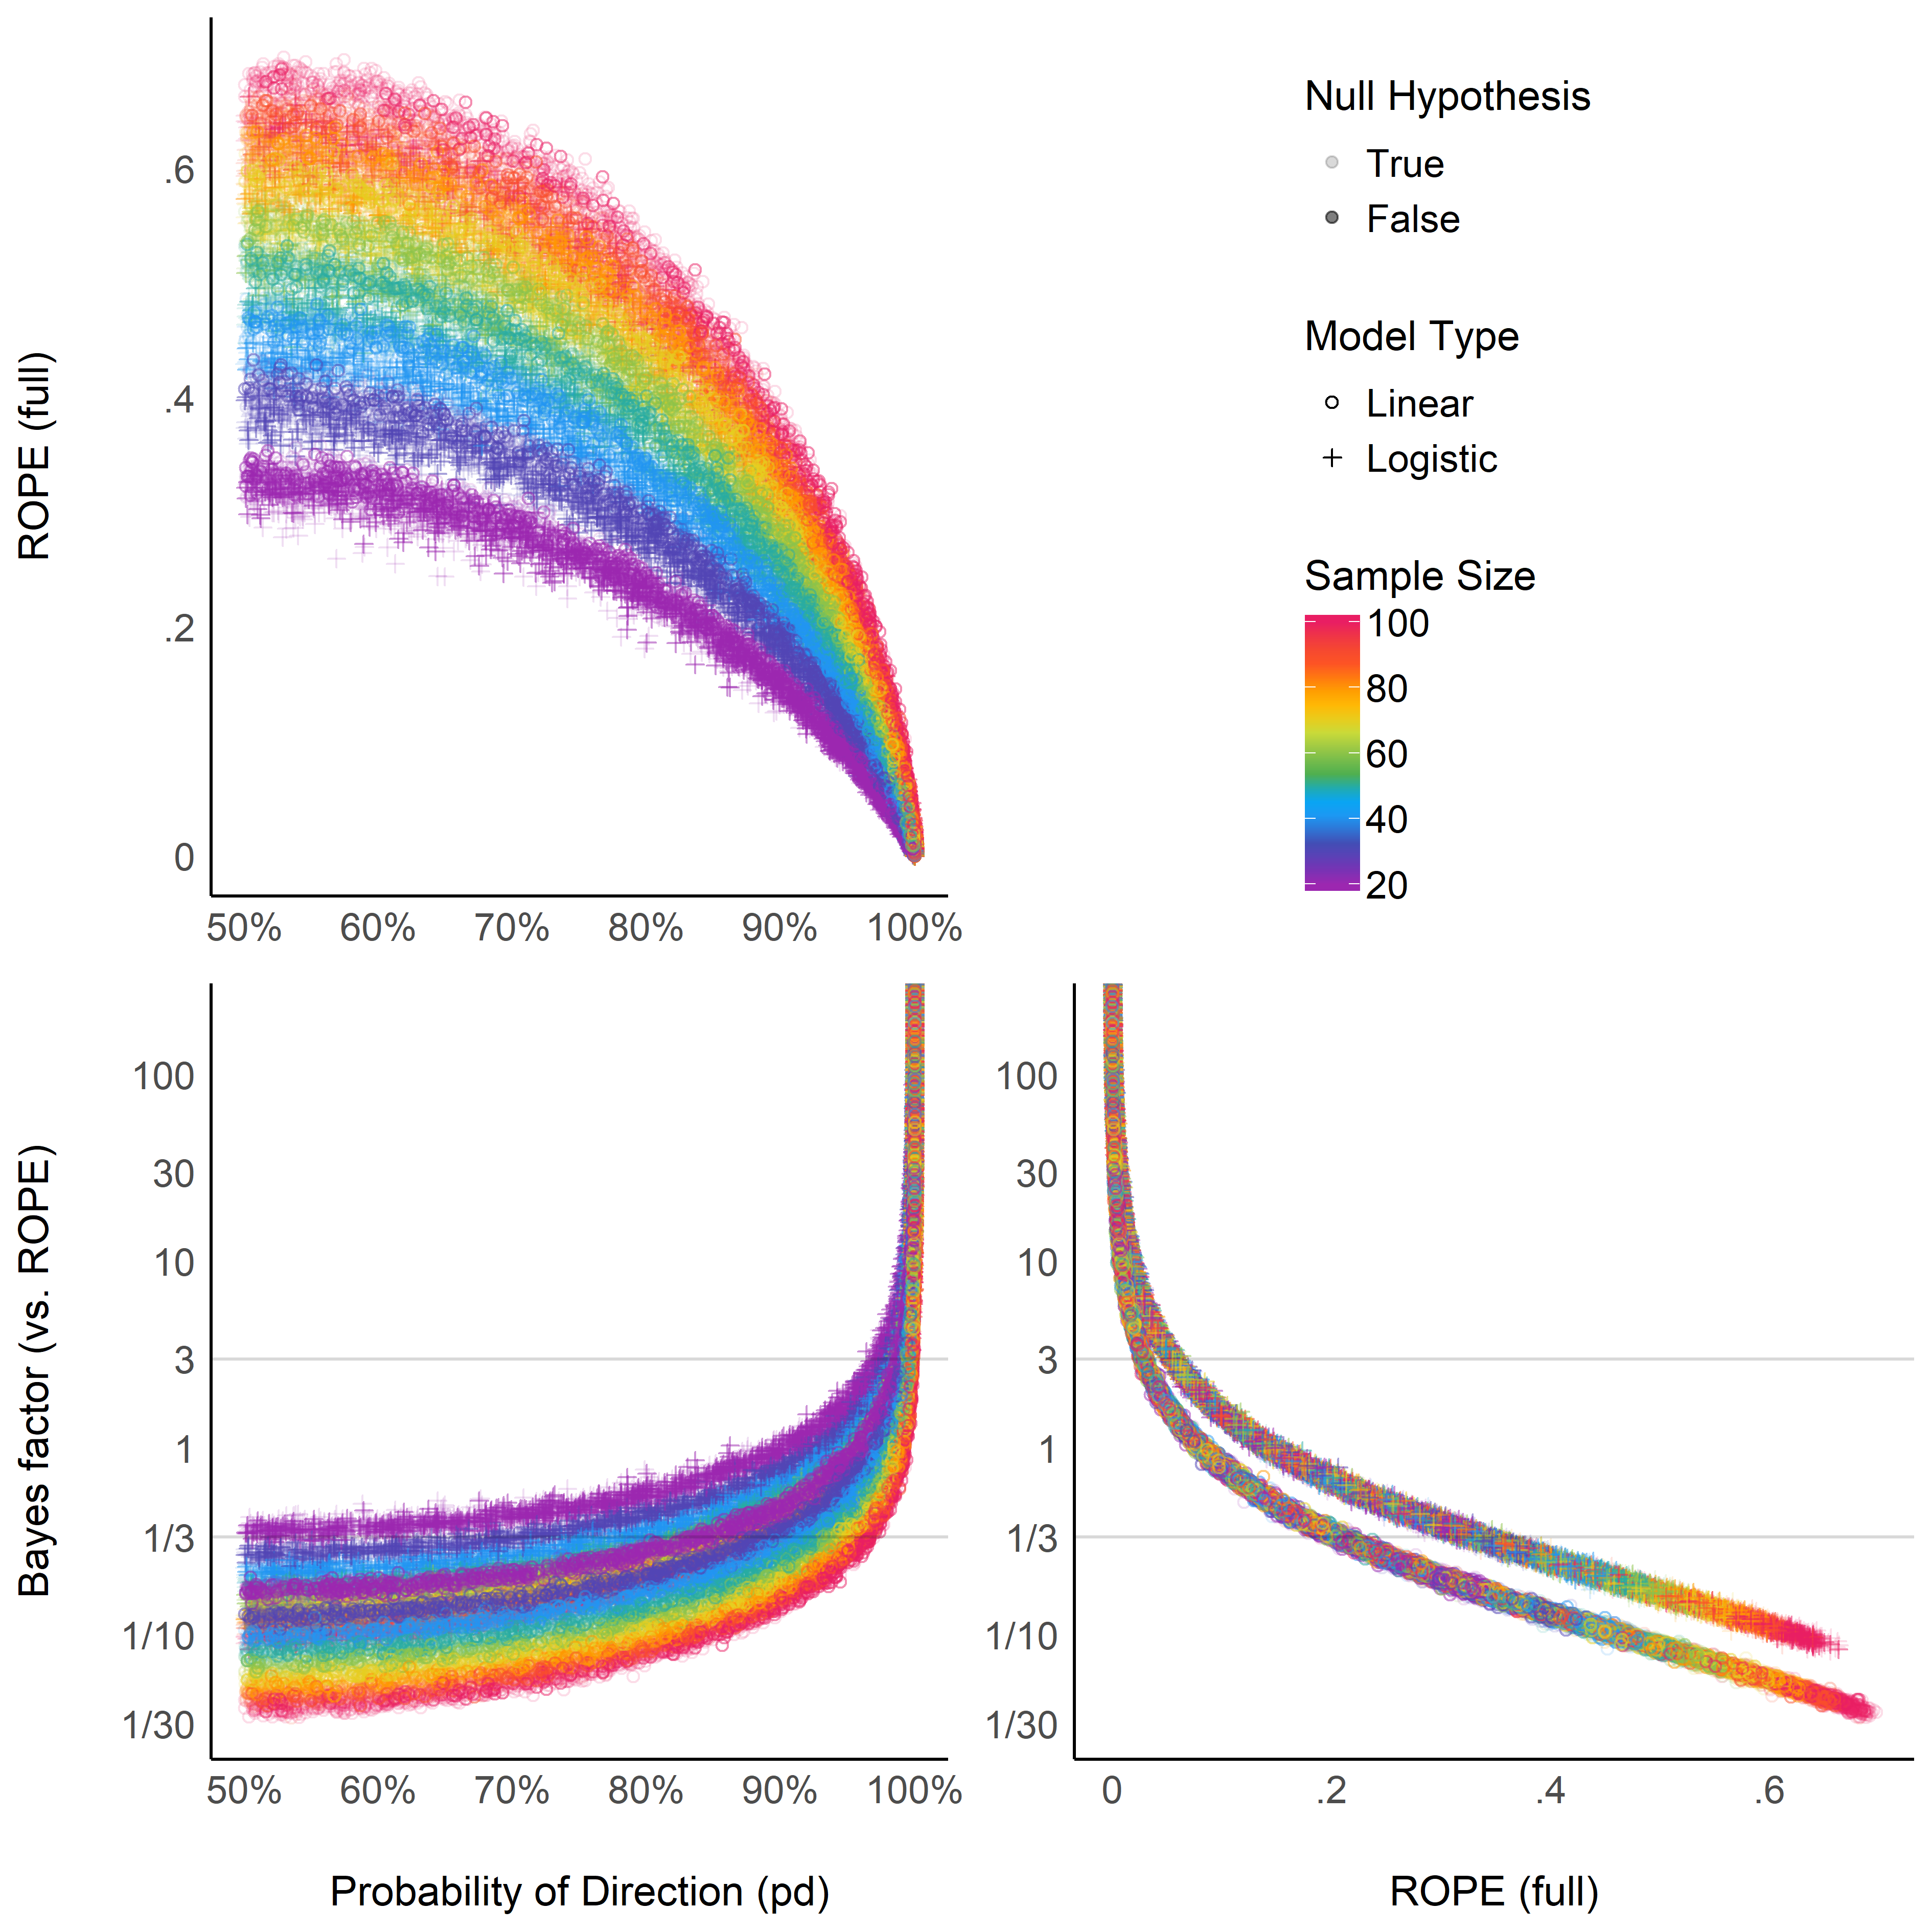 ROPE (full)
.6
.4
.2
0
50% 60% 70% 80% 90% 100%
Null Hypothesis
True
False
Model Type
Linear
Logistic
Sample Size
100
80
60
40
20
Bayes factor (vs. ROPE)
100
30
10
3
1
1/3
1/10
1/30
50% 60% 70% 80% 90% 100%
Probability of Direction (pd)
100
30
10
3
1
1/3
1/10
1/30
0 .2 .4 .6
ROPE (full)